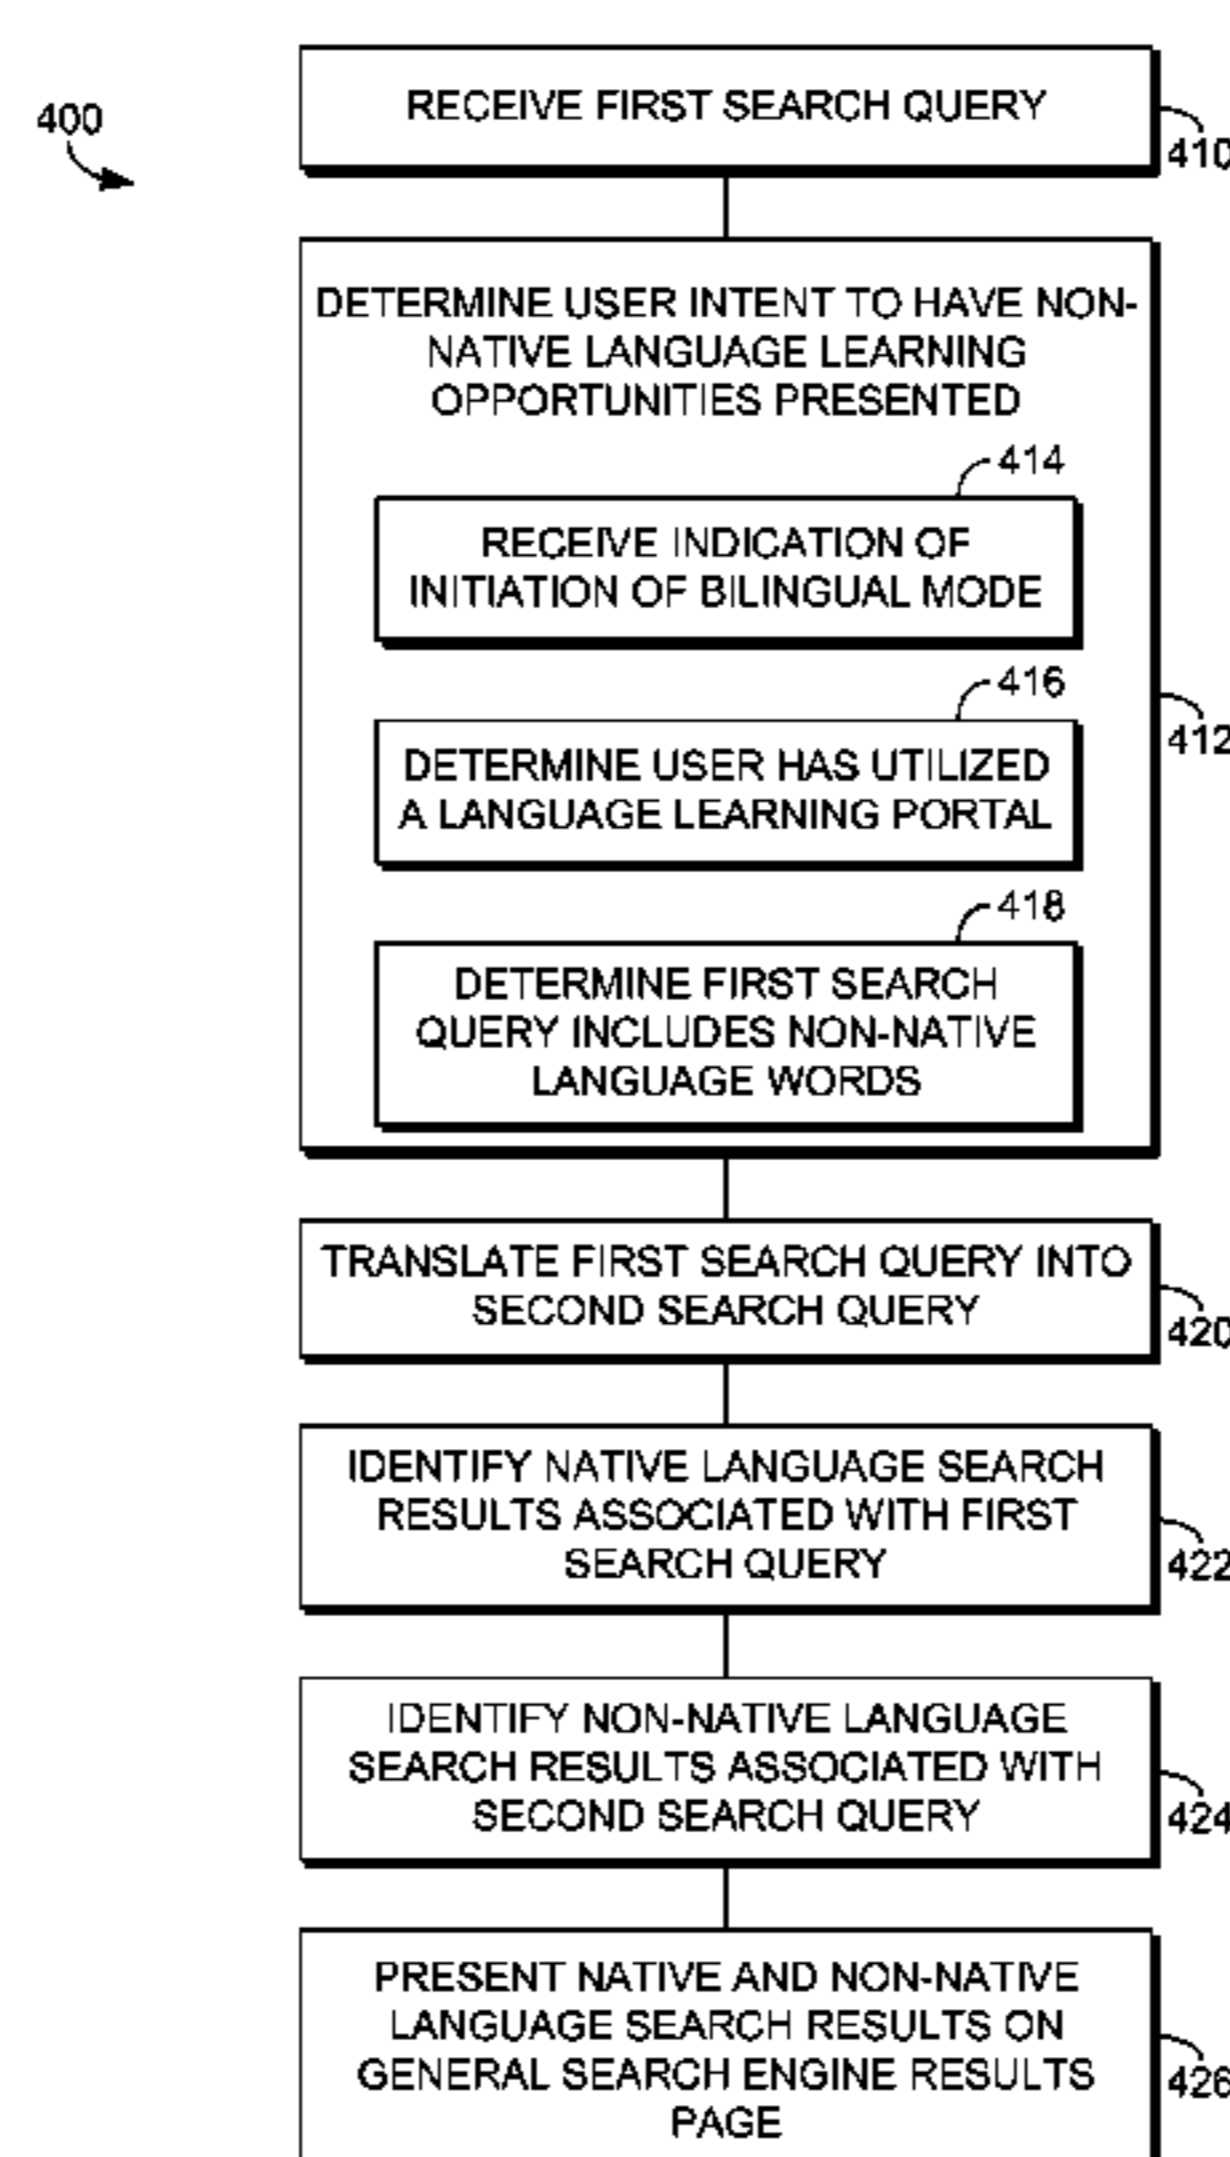 400
RECEIVE FIRST SEARCH QUERY
410
DETERMINE USER INTENT TO HAVE NON-
NATIVE LANGUAGE LEARNING
OPPORTUNITIES PRESENTED
414
RECEIVE INDICATION OF
INITIATION OF BILINGUAL MODE
416
412
DETERMINE USER HAS UTILIZED
A LANGUAGE LEARNING PORTAL
418
DETERMINE FIRST SEARCH
QUERY INCLUDES NON-NATIVE
LANGUAGE WORDS
TRANSLATE FIRST SEARCH QUERY INTO
SECOND SEARCH QUERY
420
IDENTIFY NATIVE LANGUAGE SEARCH
RESULTS ASSOCIATED WITH FIRST
SEARCH QUERY
422
IDENTIFY NON-NATIVE LANGUAGE
SEARCH RESULTS ASSOCIATED WITH
SECOND SEARCH QUERY
424
PRESENT NATIVE AND NON-NATIVE
LANGUAGE SEARCH RESULTS ON
GENERAL SEARCH ENGINE RESULTS
PAGE
426